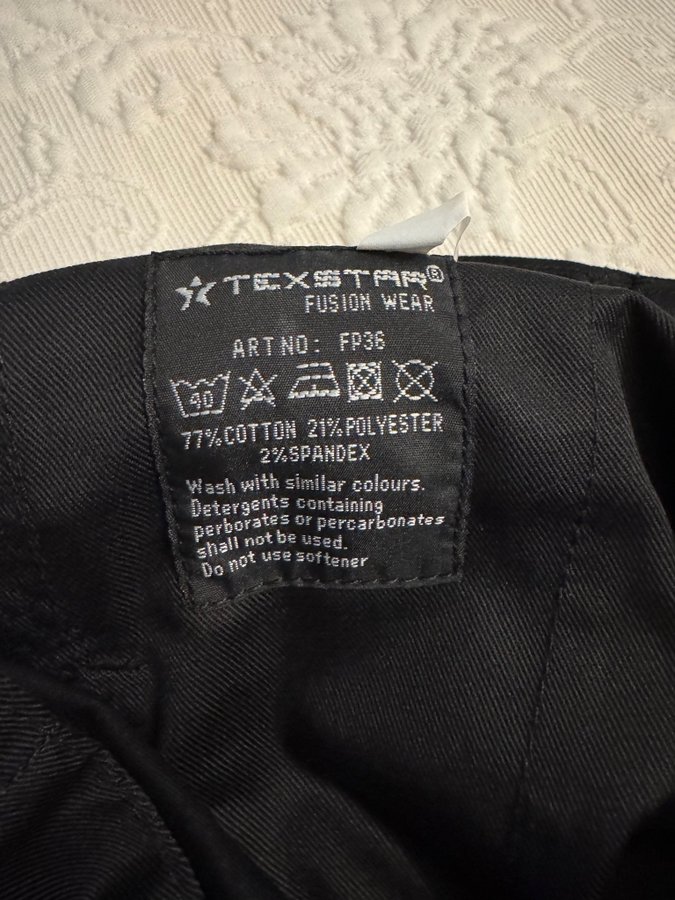 TEXSTAR®
FUSION WEAR
ART NO: FP36
40
77%COTTON 21%POLYESTER
2%SPANDEX
Wash with similar colours.
Detergents containing
perborates or percarbonates
shall not be used.
Do not use softener